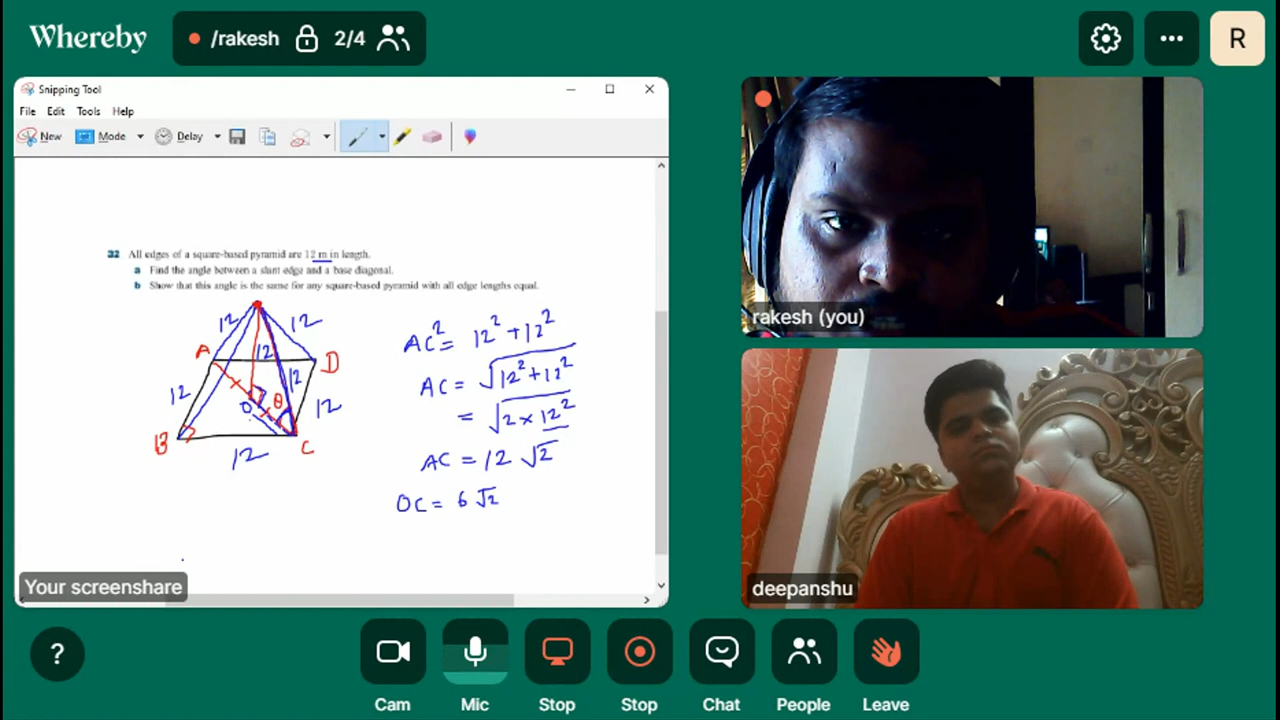 Whereby
/rakesh
2/4
R
Snipping Tool
File Edit Tools Help
New Mode Delay
32 All edges of a square-based pyramid are 12 m in length.
a Find the angle between a slant edge and a base diagonal.
b Show that this angle is the same for any square-based pyramid with all edge lengths equal.
12 12
A 12 D
12 12
O θ 12
B C
12
AC² = 12² + 12²
AC = √12² + 12²
= √2 × 12²
AC = 12 √2
OC = 6 √2
Your screenshare
rakesh (you)
deepanshu
?
Cam Mic Stop Stop Chat People Leave